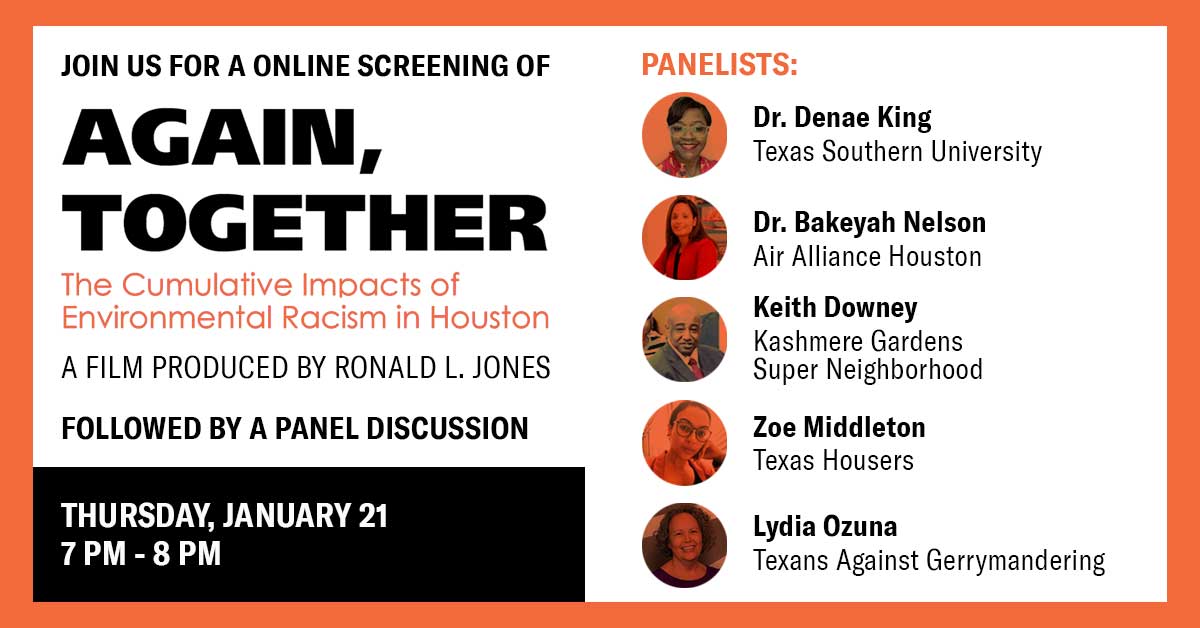 JOIN US FOR A ONLINE SCREENING OF
AGAIN,
TOGETHER
The Cumulative Impacts of
Environmental Racism in Houston
A FILM PRODUCED BY RONALD L. JONES
FOLLOWED BY A PANEL DISCUSSION
THURSDAY, JANUARY 21
7 PM - 8 PM
PANELISTS:
Dr. Denae King
Texas Southern University
Dr. Bakeyah Nelson
Air Alliance Houston
Keith Downey
Kashmere Gardens
Super Neighborhood
Zoe Middleton
Texas Housers
Lydia Ozuna
Texans Against Gerrymandering